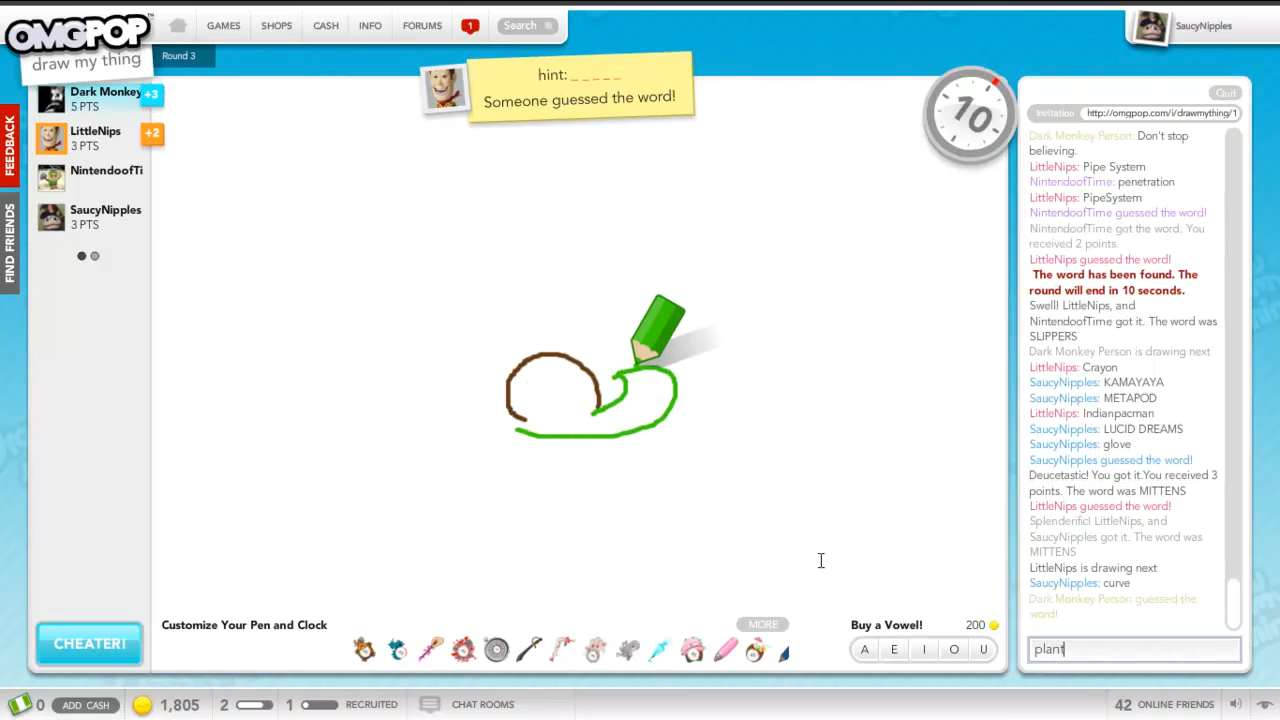 OMGPOP™
draw my thing
GAMES
SHOPS
CASH
INFO
FORUMS
1
Search
SaucyNipples
Round 3
FEEDBACK
FIND FRIENDS
Dark Monkey
5 PTS
+3
LittleNips
3 PTS
+2
NintendoofTi
SaucyNipples
3 PTS
hint: _ _ _ _ _
Someone guessed the word!
10
Quit
Invitation http://omgpop.com/i/drawmything/1
Dark Monkey Person: Don't stop
believing.
LittleNips: Pipe System
NintendoofTime: penetration
LittleNips: PipeSystem
NintendoofTime guessed the word!
NintendoofTime got the word. You
received 2 points.
LittleNips guessed the word!
The word has been found. The
round will end in 10 seconds.
Swell! LittleNips, and
NintendoofTime got it. The word was
SLIPPERS
Dark Monkey Person is drawing next
LittleNips: Crayon
SaucyNipples: KAMAYAYA
SaucyNipples: METAPOD
LittleNips: Indianpacman
SaucyNipples: LUCID DREAMS
SaucyNipples: glove
SaucyNipples guessed the word!
Deucetastic! You got it.You received 3
points. The word was MITTENS
LittleNips guessed the word!
Splenderific! LittleNips, and
SaucyNipples got it. The word was
MITTENS
LittleNips is drawing next
SaucyNipples: curve
Dark Monkey Person guessed the
word!
plant
CHEATER!
Customize Your Pen and Clock
MORE
Buy a Vowel!
200
A E I O U
0
ADD CASH
1,805
2
1
RECRUITED
CHAT ROOMS
42 ONLINE FRIENDS